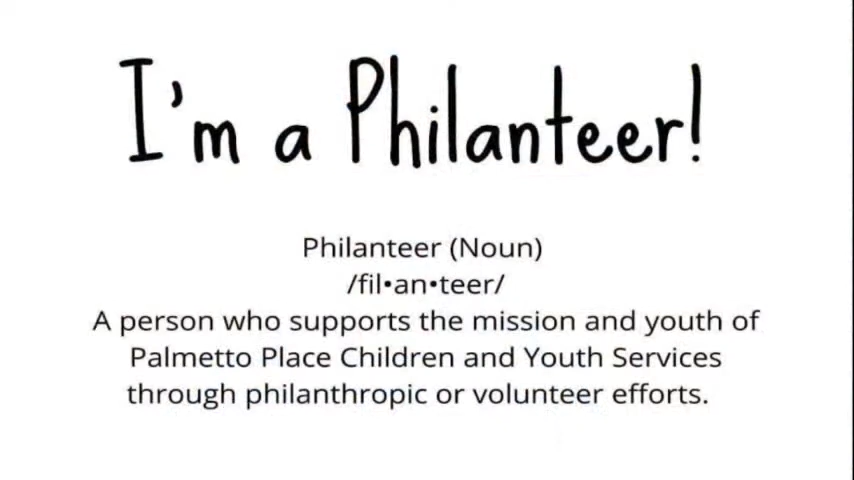 I'm a Philanteer!
Philanteer (Noun)
/fil•an•teer/
A person who supports the mission and youth of
Palmetto Place Children and Youth Services
through philanthropic or volunteer efforts.